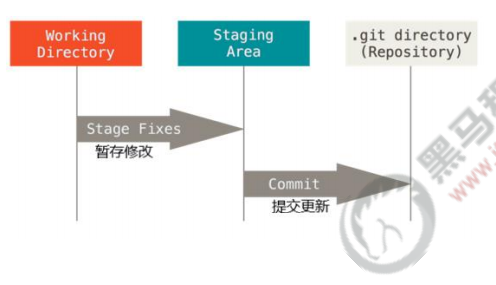 Working
Directory
Staging
Area
.git directory
(Repository)
Stage Fixes
暂存修改
Commit
提交更新
黑马程
www.i